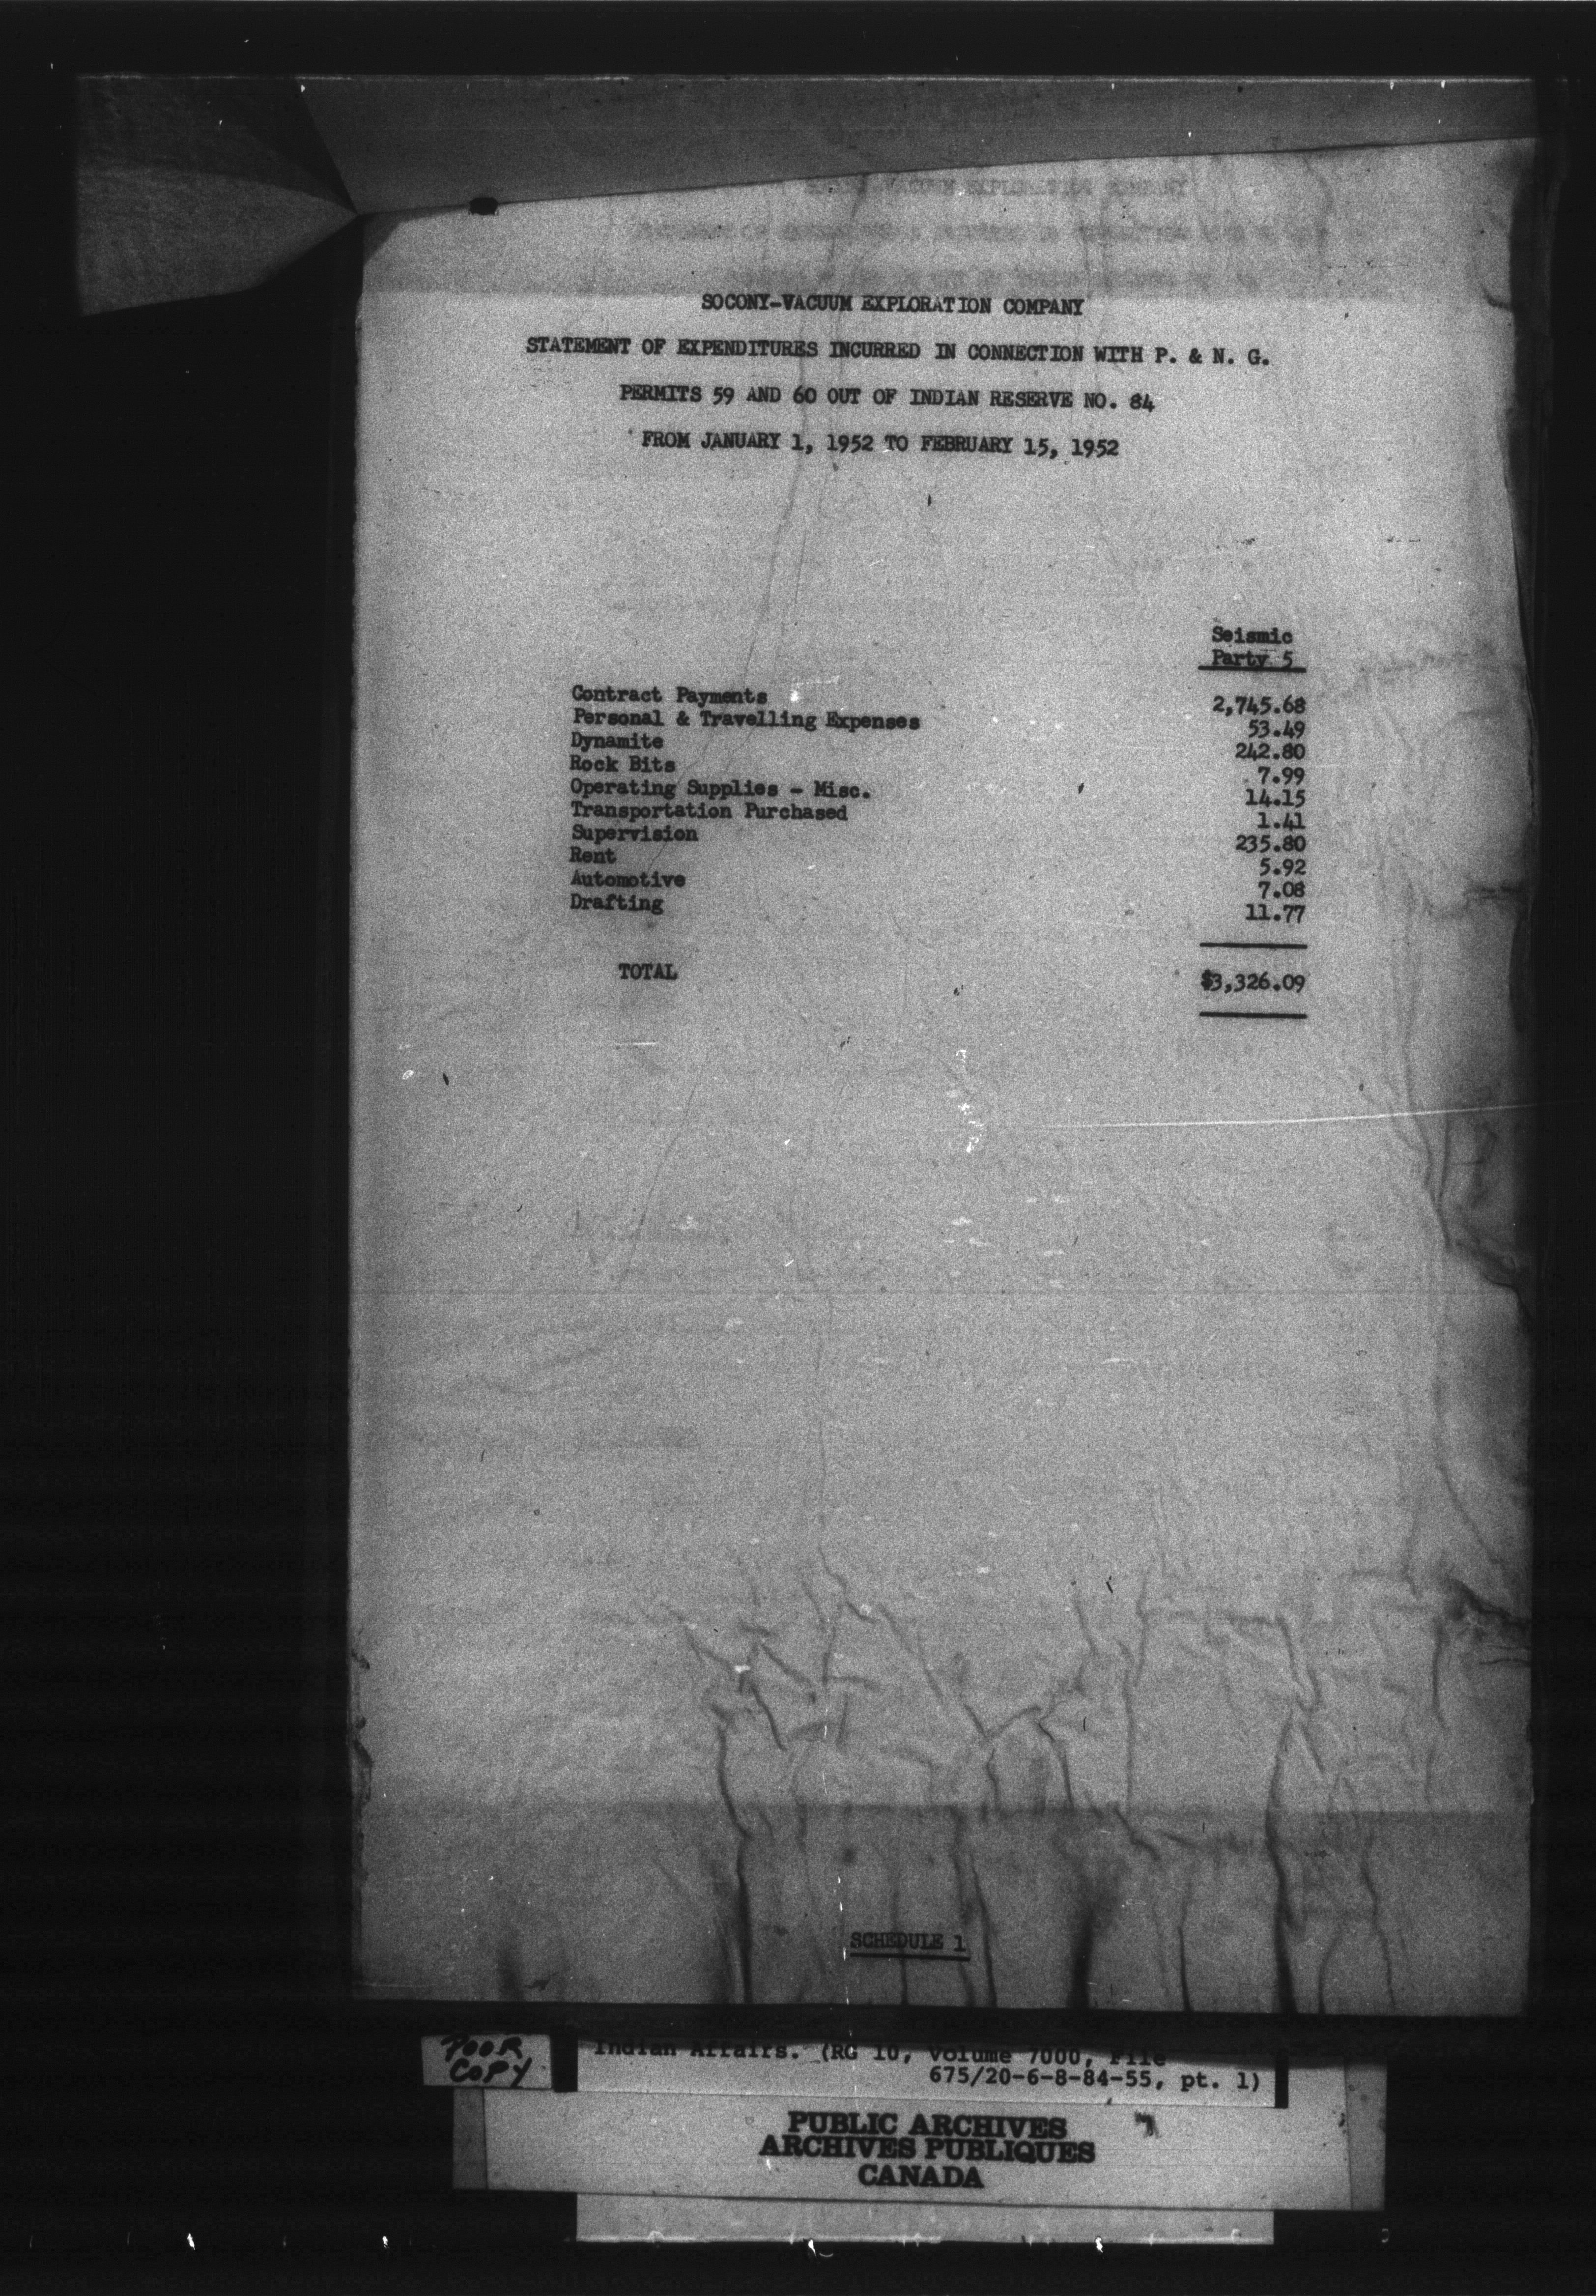 SOCONY-VACUUM EXPLORATION COMPANY
STATEMENT OF EXPENDITURES INCURRED IN CONNECTION WITH P. & N. G.
PERMITS 59 AND 60 OUT OF INDIAN RESERVE NO. 84
FROM JANUARY 1, 1952 TO FEBRUARY 15, 1952
Seismic
Party 5
Contract Payments 2,745.68
Personal & Travelling Expenses 53.49
Dynamite 242.80
Rock Bits 7.99
Operating Supplies - Misc. 14.15
Transportation Purchased 1.41
Supervision 235.80
Rent 5.92
Automotive 7.08
Drafting 11.77
TOTAL $3,326.09
SCHEDULE 1
POOR
COPY
Indian Affairs. (RG 10, Volume 7000, File
675/20-6-8-84-55, pt. 1)
PUBLIC ARCHIVES
ARCHIVES PUBLIQUES
CANADA